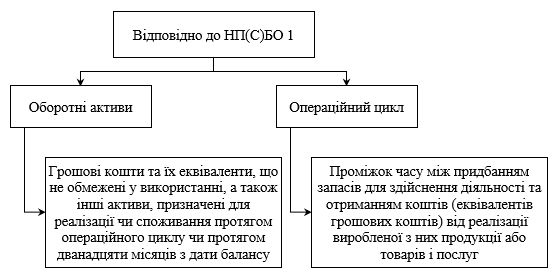 Відповідно до НП(С)БО 1
Оборотні активи
Операційний цикл
Грошові кошти та їх еквіваленти, що
не обмежені у використанні, а також
інші активи, призначені для
реалізації чи споживання протягом
операційного циклу чи протягом
дванадцяти місяців з дати балансу
Проміжок часу між придбанням
запасів для здійснення діяльності та
отриманням коштів (еквівалентів
грошових коштів) від реалізації
виробленої з них продукції або
товарів і послуг